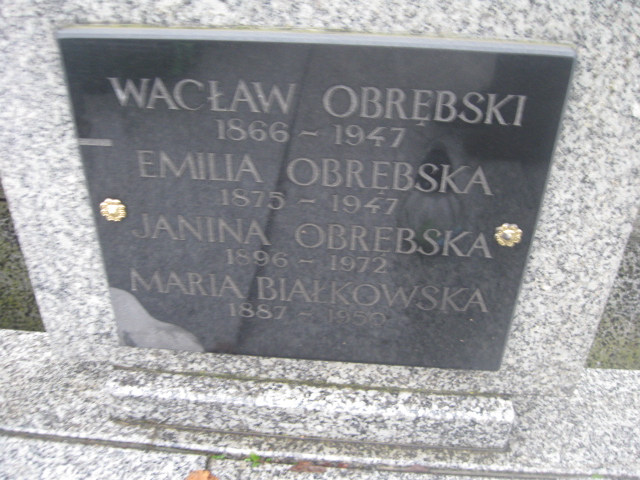 WACŁAW OBRĘBSKI
1866 - 1947
EMILIA OBRĘBSKA
1875 - 1947
JANINA OBRĘBSKA
1896 - 1972
MARIA BIAŁKOWSKA
1887 - 1950